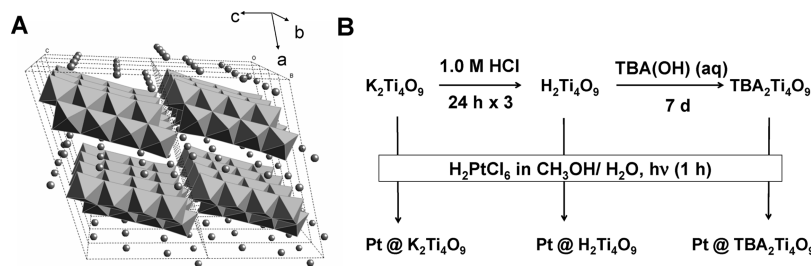 A
c
b
a
B
1.0 M HCl
TBA(OH) (aq)
K₂Ti₄O₉
H₂Ti₄O₉
TBA₂Ti₄O₉
24 h x 3
7 d
H₂PtCl₆ in CH₃OH/ H₂O, hν (1 h)
Pt @ K₂Ti₄O₉
Pt @ H₂Ti₄O₉
Pt @ TBA₂Ti₄O₉